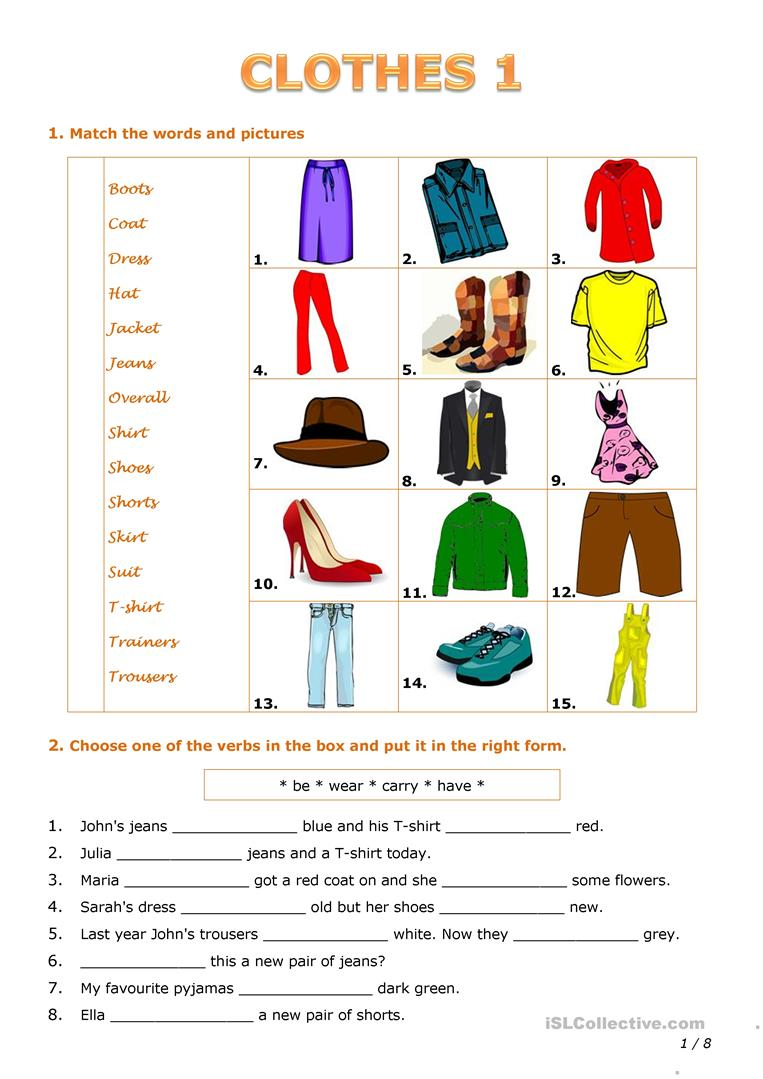 CLOTHES 1
1. Match the words and pictures
Boots
Coat
Dress
Hat
Jacket
Jeans
Overall
Shirt
Shoes
Shorts
Skirt
Suit
T-shirt
Trainers
Trousers
1. 2. 3.
4. 5. 6.
7. 8. 9.
10. 11. 12.
13. 14. 15.
2. Choose one of the verbs in the box and put it in the right form.
* be * wear * carry * have *
1. John's jeans ______________ blue and his T-shirt ______________ red.
2. Julia ______________ jeans and a T-shirt today.
3. Maria ______________ got a red coat on and she ______________ some flowers.
4. Sarah's dress ______________ old but her shoes ______________ new.
5. Last year John's trousers ______________ white. Now they ______________ grey.
6. ______________ this a new pair of jeans?
7. My favourite pyjamas _______________ dark green.
8. Ella ________________ a new pair of shorts.
iSLCollective.com
1 / 8